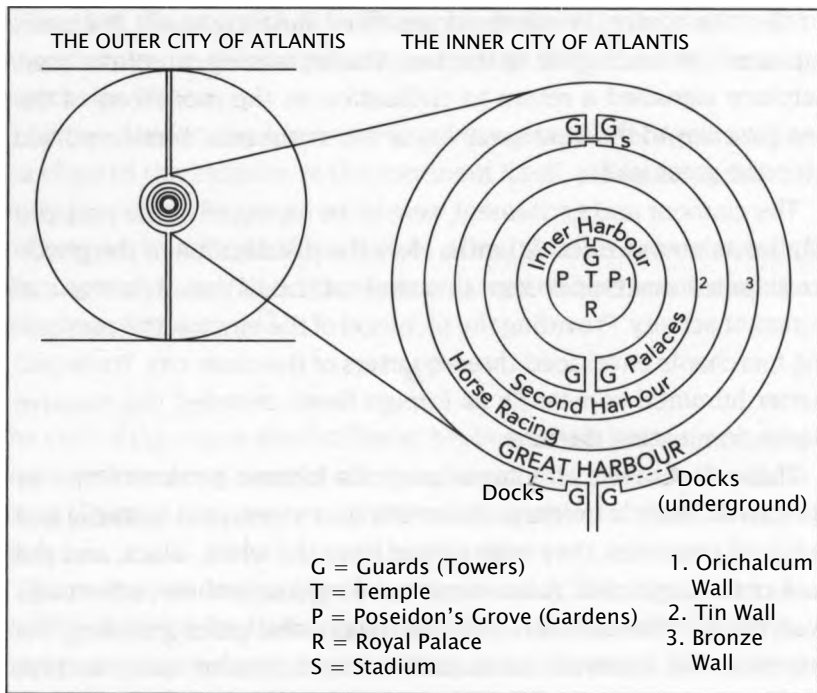 THE OUTER CITY OF ATLANTIS
THE INNER CITY OF ATLANTIS
G G
S
Inner Harbour
P T P 1
R
2
3
Palaces
G G
Second Harbour
Horse Racing
GREAT HARBOUR
Docks
G G
Docks
(underground)
G = Guards (Towers)
T = Temple
P = Poseidon's Grove (Gardens)
R = Royal Palace
S = Stadium
1. Orichalcum
Wall
2. Tin Wall
3. Bronze
Wall